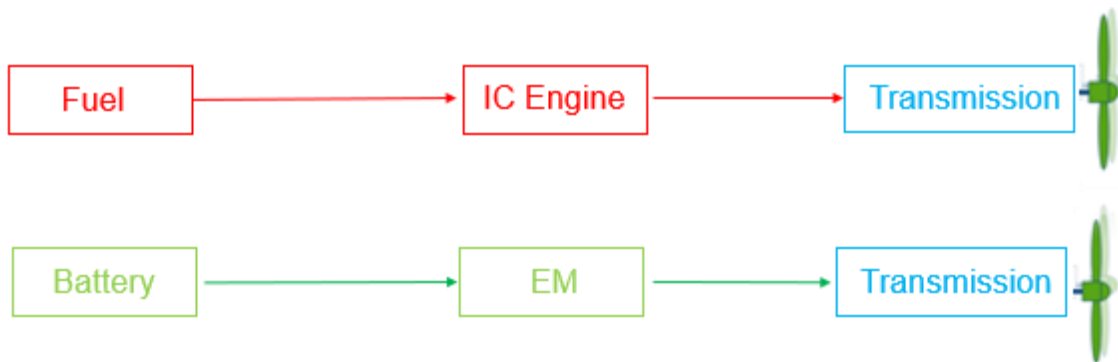 Fuel
IC Engine
Transmission
Battery
EM
Transmission